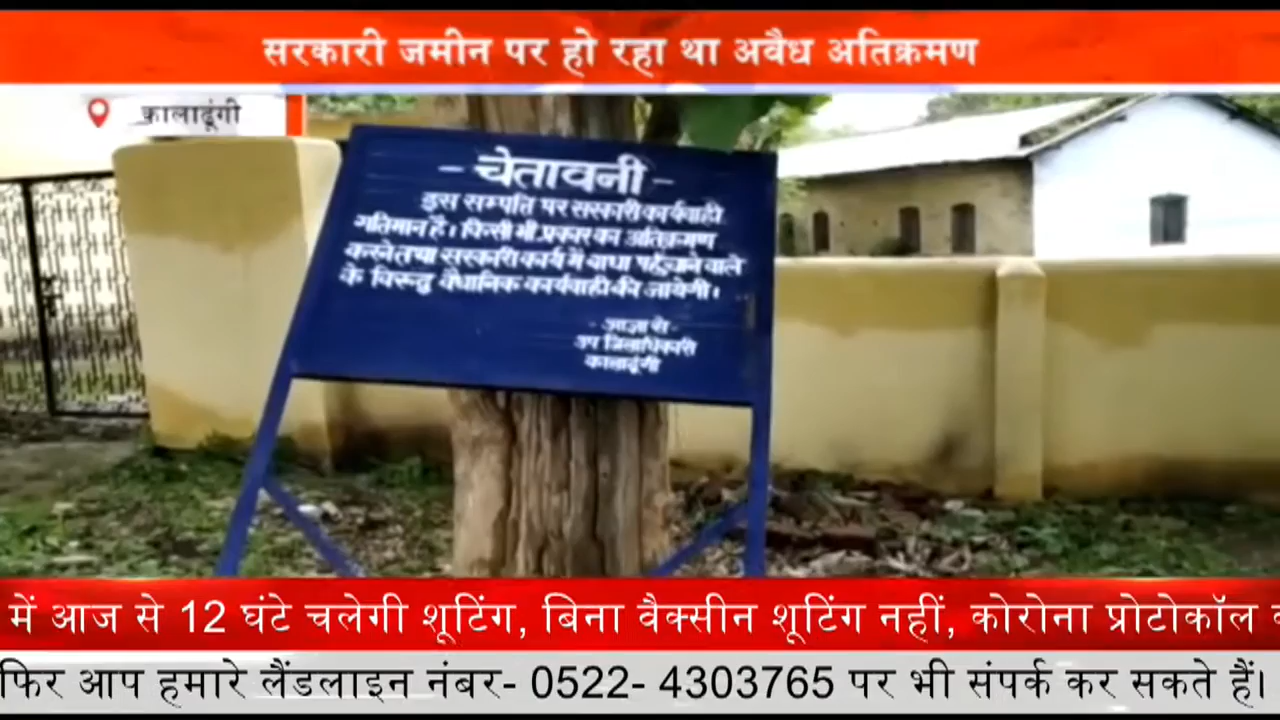 सरकारी जमीन पर हो रहा था अवैध अतिक्रमण
कालाढूंगी
- चेतावनी -
इस सम्पति पर सरकारी कार्यवाही
गतिमान है। किसी भी प्रकार का अतिक्रमण
करने तथा सरकारी कार्य में बाधा पहुँचाने वाले
के विरूद्ध वैधानिक कार्यवाही की जायेगी।
- आज्ञा से -
उप जिलाधिकारी
कालाढूंगी
में आज से 12 घंटे चलेगी शूटिंग, बिना वैक्सीन शूटिंग नहीं, कोरोना प्रोटोकॉल
फिर आप हमारे लैंडलाइन नंबर- 0522- 4303765 पर भी संपर्क कर सकते हैं।